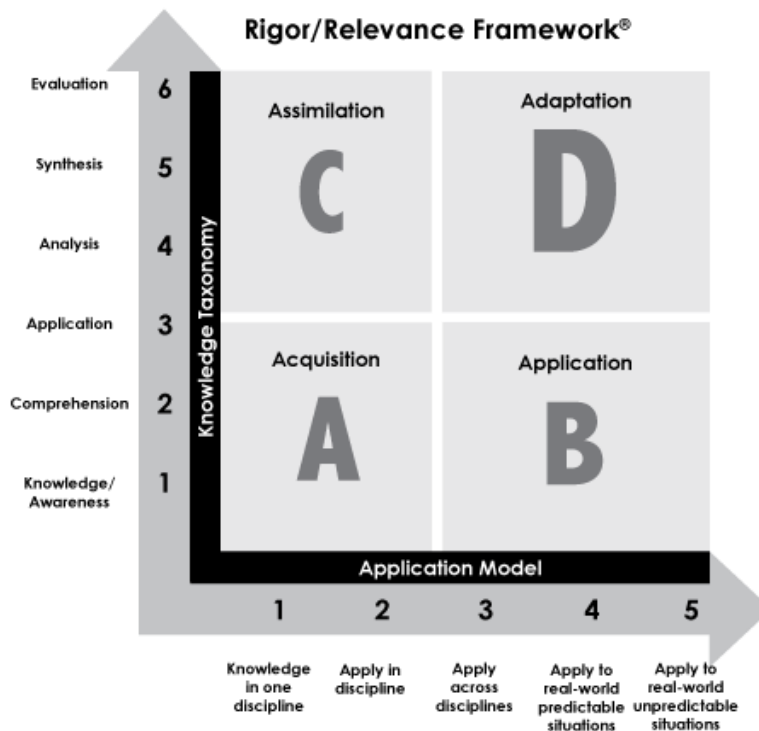 Rigor/Relevance Framework®
Evaluation
6
Synthesis
5
Analysis
4
Application
3
Comprehension
2
Knowledge/
Awareness
1
Knowledge Taxonomy
Assimilation
C
Adaptation
D
Acquisition
A
Application
B
Application Model
1 2 3 4 5
Knowledge
in one
discipline
Apply in
discipline
Apply
across
disciplines
Apply to
real-world
predictable
situations
Apply to
real-world
unpredictable
situations